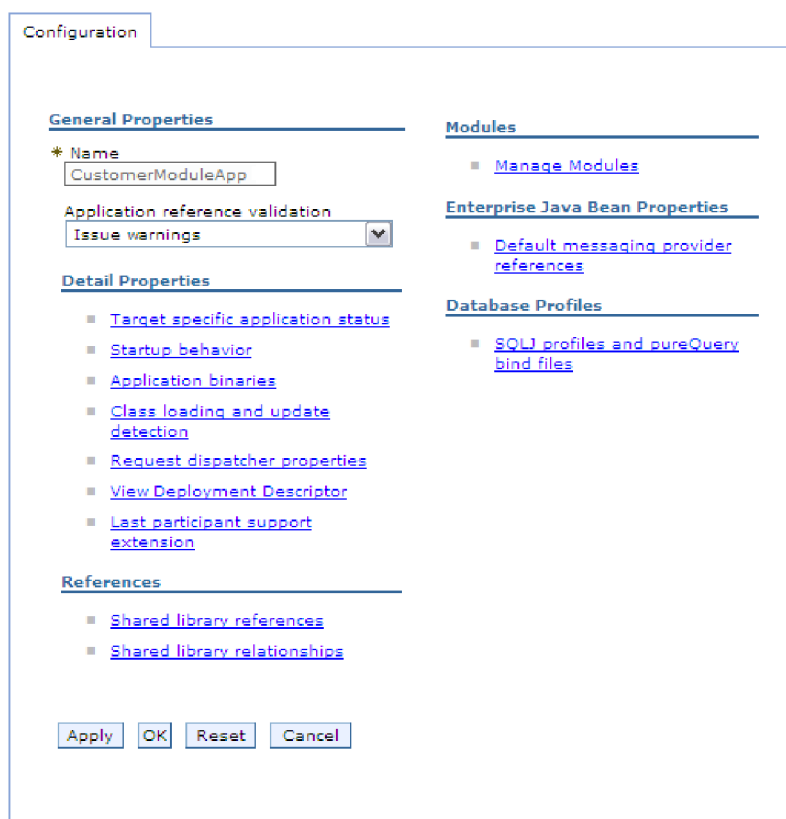 Configuration
General Properties
* Name
CustomerModuleApp
Application reference validation
Issue warnings
Detail Properties
Target specific application status
Startup behavior
Application binaries
Class loading and update
detection
Request dispatcher properties
View Deployment Descriptor
Last participant support
extension
References
Shared library references
Shared library relationships
Modules
Manage Modules
Enterprise Java Bean Properties
Default messaging provider
references
Database Profiles
SQLJ profiles and pureQuery
bind files
Apply OK Reset Cancel